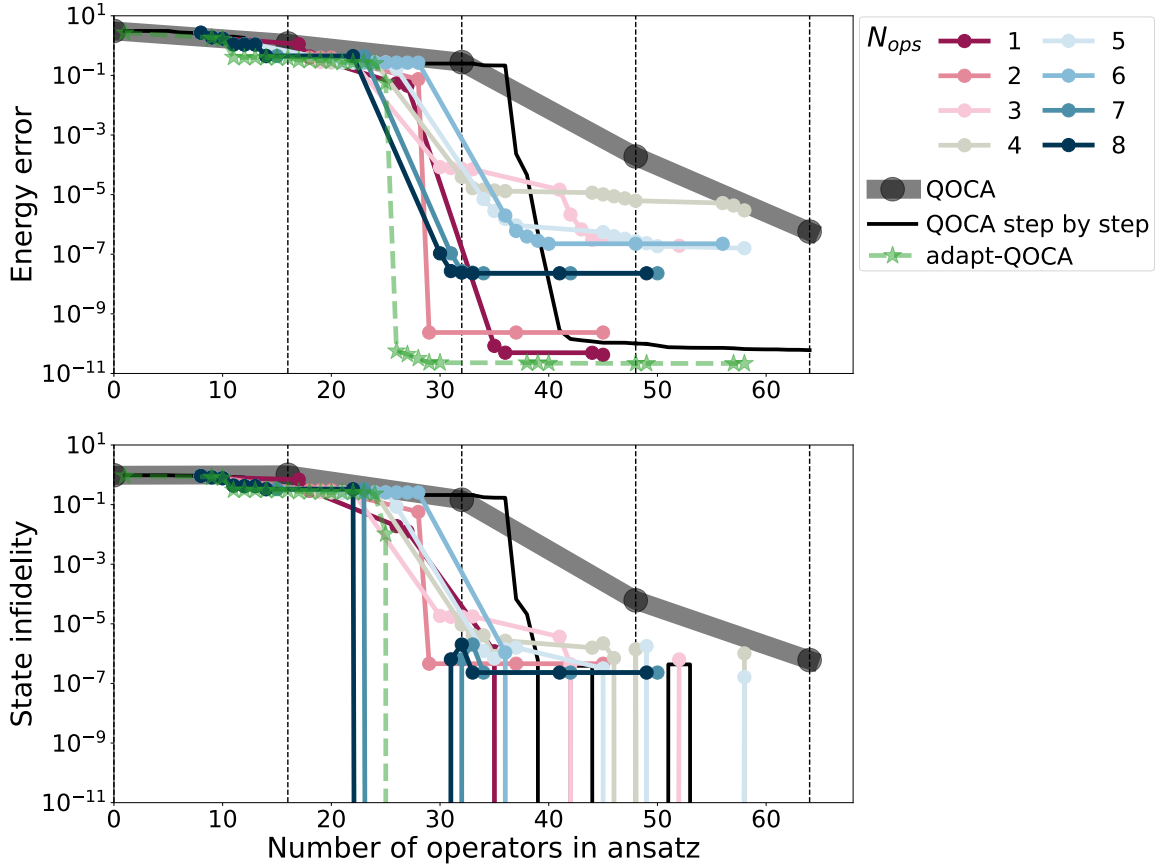 10^1
10^-1
10^-3
10^-5
10^-7
10^-9
10^-11
Energy error
0 10 20 30 40 50 60
N_ops
1 5
2 6
3 7
4 8
QOCA
QOCA step by step
adapt-QOCA
10^1
10^-1
10^-3
10^-5
10^-7
10^-9
10^-11
State infidelity
0 10 20 30 40 50 60
Number of operators in ansatz